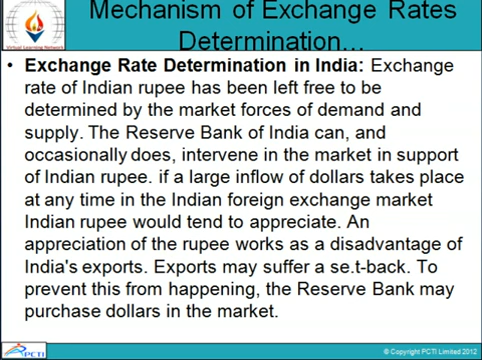 Mechanism of Exchange Rates
Determination...
Virtual Learning Network
• Exchange Rate Determination in India: Exchange
rate of Indian rupee has been left free to be
determined by the market forces of demand and
supply. The Reserve Bank of India can, and
occasionally does, intervene in the market in support
of Indian rupee. if a large inflow of dollars takes place
at any time in the Indian foreign exchange market
Indian rupee would tend to appreciate. An
appreciation of the rupee works as a disadvantage of
India's exports. Exports may suffer a se.t-back. To
prevent this from happening, the Reserve Bank may
purchase dollars in the market.
PCTI
© Copyright PCTI Limited 2012